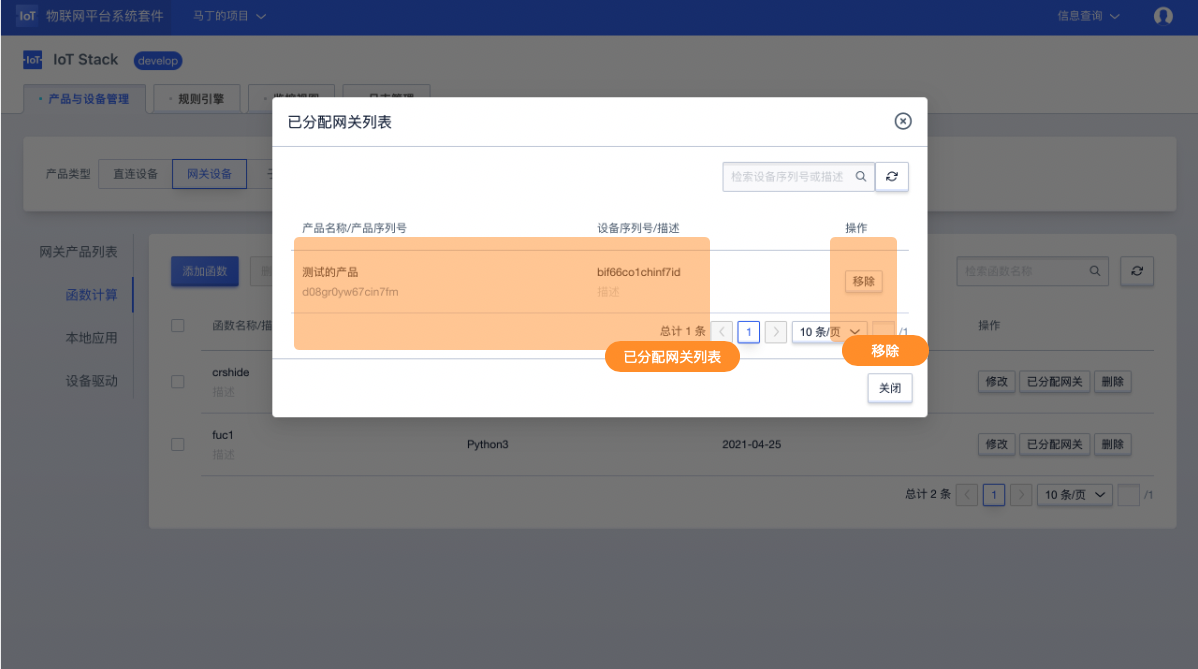 IoT 物联网平台系统套件 马丁的项目 信息查询
IoT IoT Stack develop
产品与设备管理 规则引擎
已分配网关列表
产品类型 直连设备 网关设备
检索设备序列号或描述
产品名称/产品序列号 设备序列号/描述 操作
网关产品列表
测试的产品 bif66co1chinf7id
d08gr0yw67cin7fm 描述
移除
添加函数 检索函数名称
函数计算
函数名称/描 操作
总计 1 条 1 10 条/页 /1
本地应用
已分配网关列表 移除
crshide
描述
修改 已分配网关 删除
设备驱动
关闭
fuc1 Python3 2021-04-25
描述
修改 已分配网关 删除
总计 2 条 1 10 条/页 /1